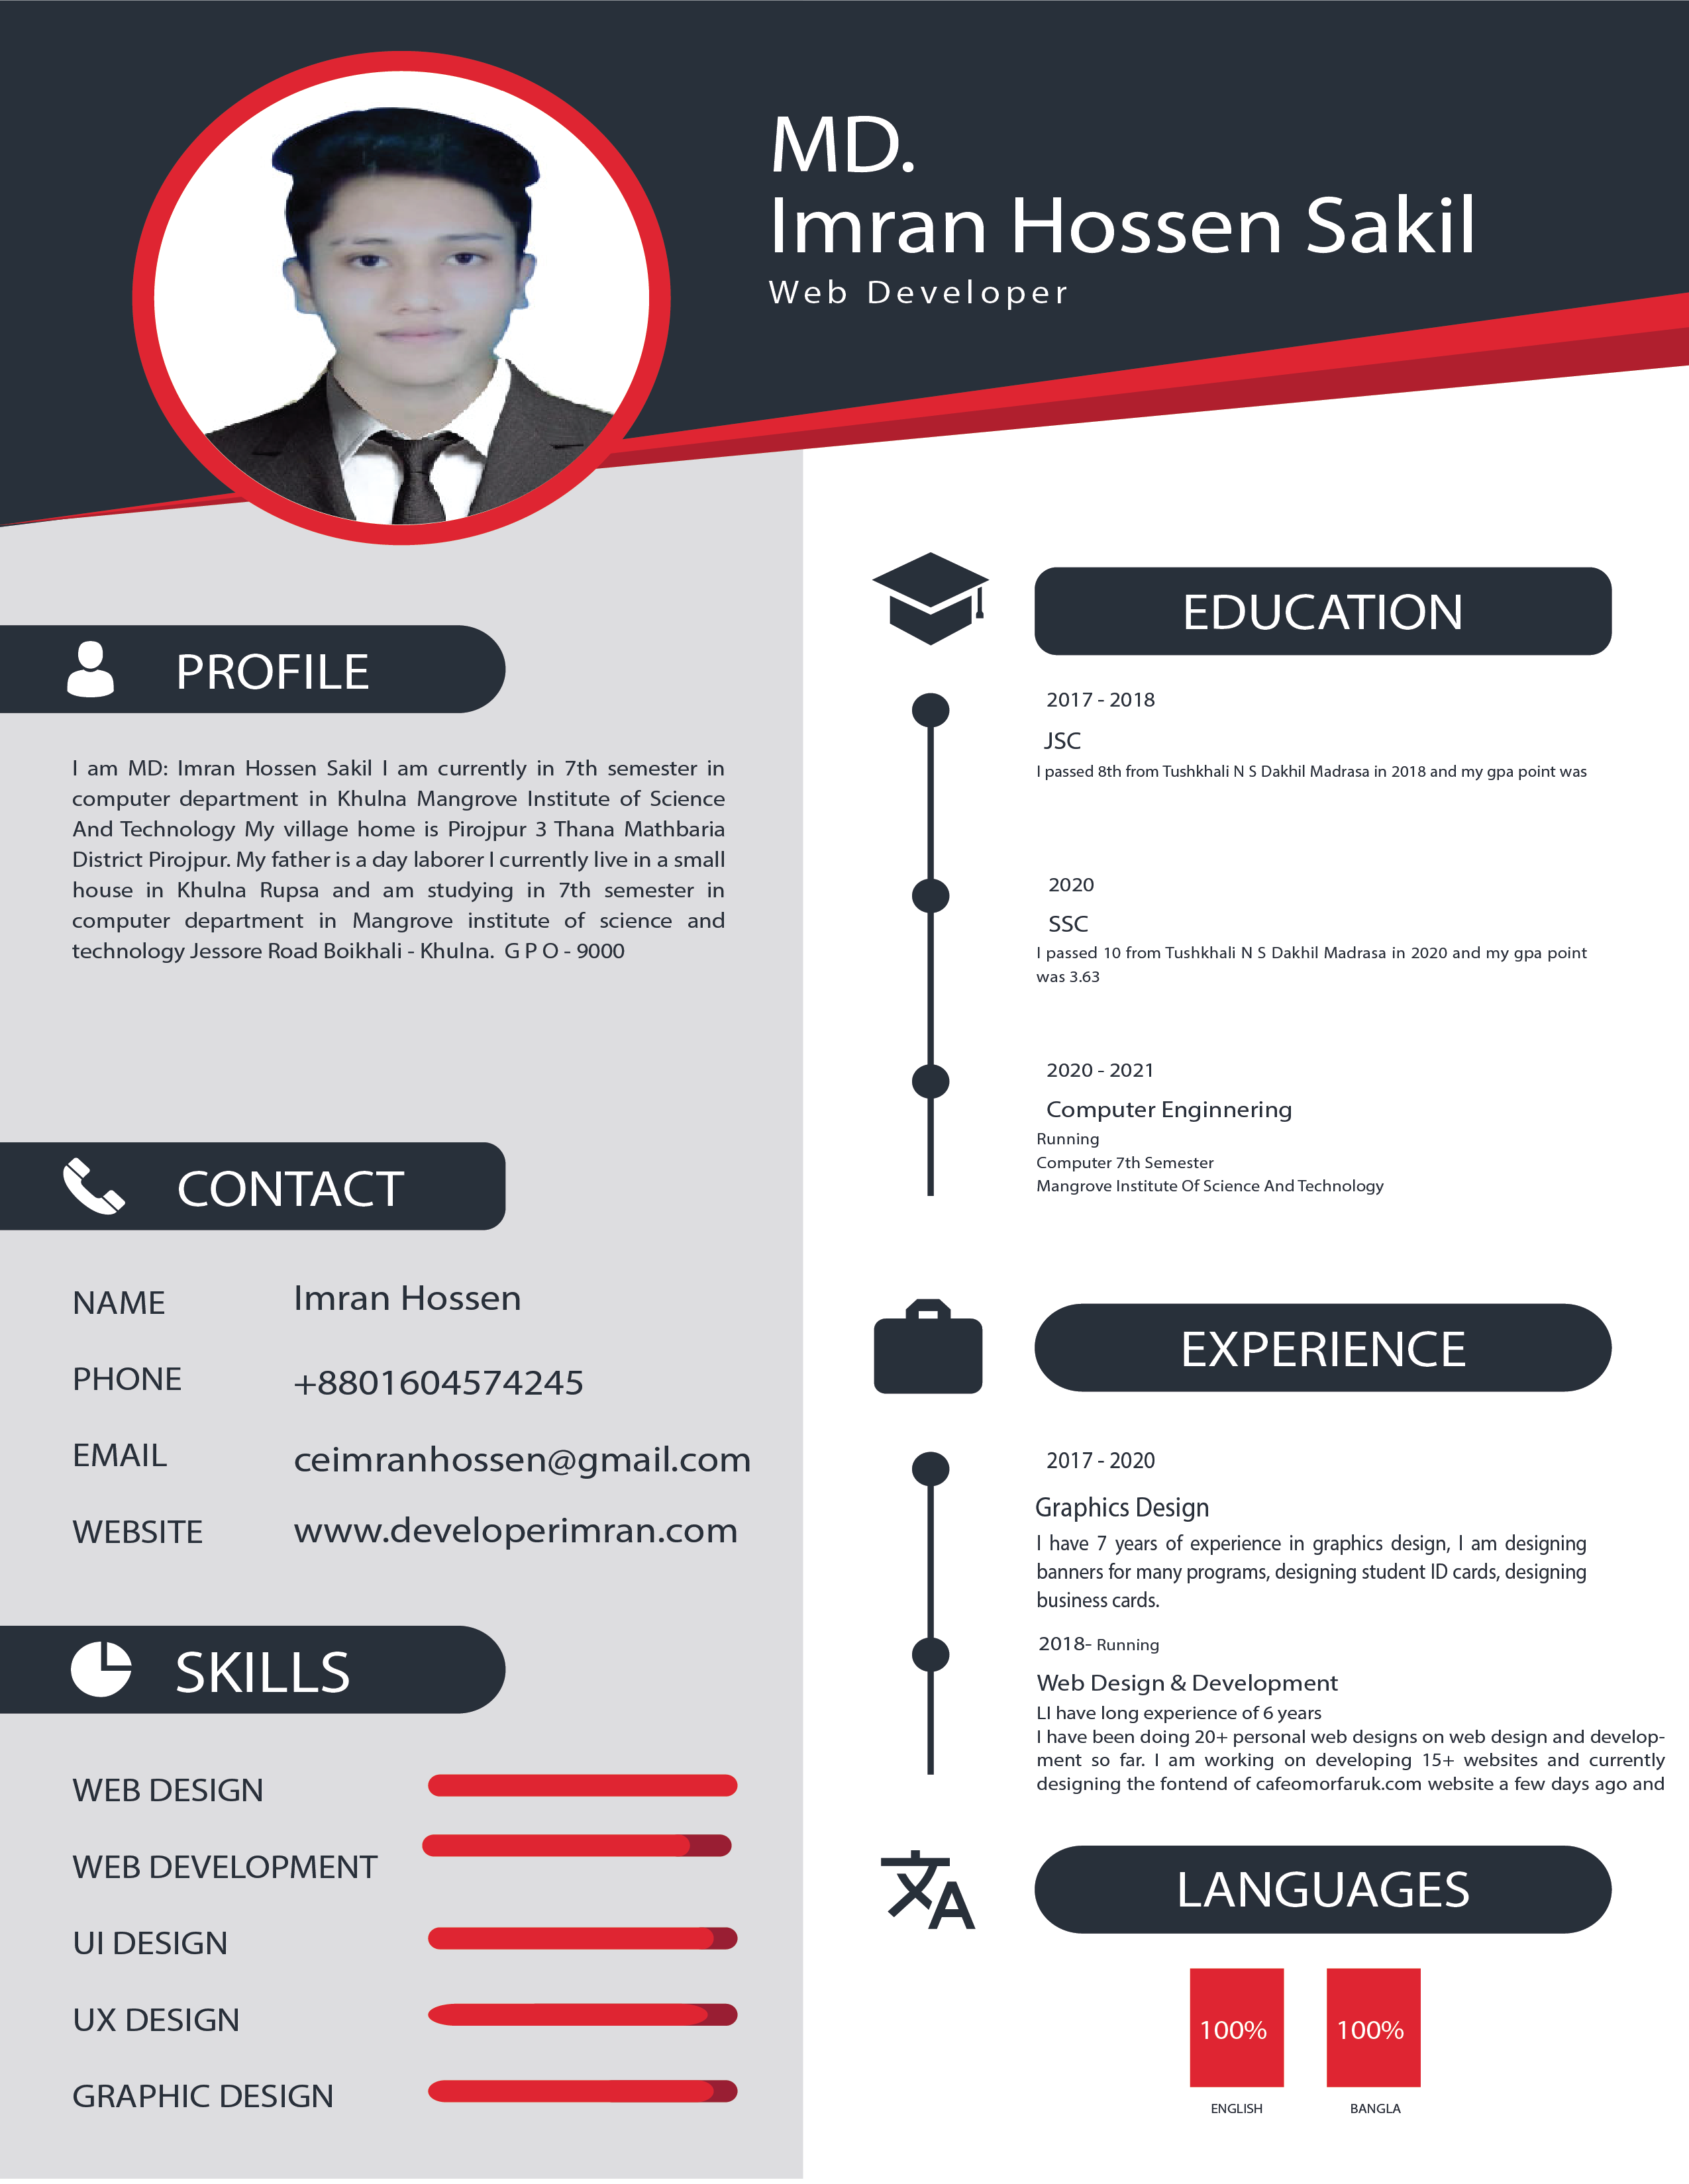 MD.
Imran Hossen Sakil
Web Developer
PROFILE
I am MD: Imran Hossen Sakil I am currently in 7th semester in
computer department in Khulna Mangrove Institute of Science
And Technology My village home is Pirojpur 3 Thana Mathbaria
District Pirojpur. My father is a day laborer I currently live in a small
house in Khulna Rupsa and am studying in 7th semester in
computer department in Mangrove institute of science and
technology Jessore Road Boikhali - Khulna. G P O - 9000
CONTACT
NAME Imran Hossen
PHONE +8801604574245
EMAIL ceimranhossen@gmail.com
WEBSITE www.developerimran.com
SKILLS
WEB DESIGN
WEB DEVELOPMENT
UI DESIGN
UX DESIGN
GRAPHIC DESIGN
EDUCATION
2017 - 2018
JSC
I passed 8th from Tushkhali N S Dakhil Madrasa in 2018 and my gpa point was
2020
SSC
I passed 10 from Tushkhali N S Dakhil Madrasa in 2020 and my gpa point
was 3.63
2020 - 2021
Computer Enginnering
Running
Computer 7th Semester
Mangrove Institute Of Science And Technology
EXPERIENCE
2017 - 2020
Graphics Design
I have 7 years of experience in graphics design, I am designing
banners for many programs, designing student ID cards, designing
business cards.
2018- Running
Web Design & Development
LI have long experience of 6 years
I have been doing 20+ personal web designs on web design and develop-
ment so far. I am working on developing 15+ websites and currently
designing the fontend of cafeomorfaruk.com website a few days ago and
LANGUAGES
100% 100%
ENGLISH BANGLA